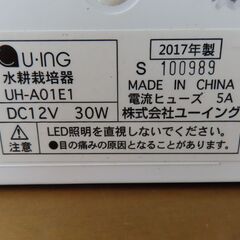 U-ING
2017年製
水耕栽培器
S 100989
UH-A01E1
MADE IN CHINA
電流ヒューズ 5A
DC12V 30W
株式会社ユーイング
注意
LED照明を直視しないでください。
●目の痛みの原因となることがあります。